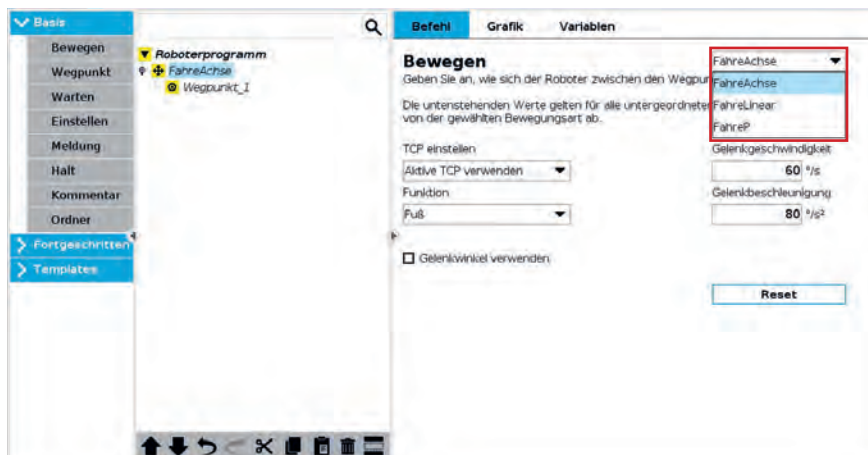 Basis
Bewegen
Wegpunkt
Warten
Einstellen
Meldung
Halt
Kommentar
Ordner
Fortgeschritten
Templates
Roboterprogramm
FahreAchse
Wegpunkt_1
Befehl Grafik Variablen
Bewegen
FahreAchse
Geben Sie an, wie sich der Roboter zwischen den Wegpun
FahreAchse
Die untenstehenden Werte gelten für alle untergeordneter
FahreLinear
von der gewählten Bewegungsart ab.
FahreP
TCP einstellen
Gelenkgeschwindigkeit
Aktive TCP verwenden
60 °/s
Funktion
Gelenkbeschleunigung
Fuß
80 °/s²
Gelenkwinkel verwenden
Reset